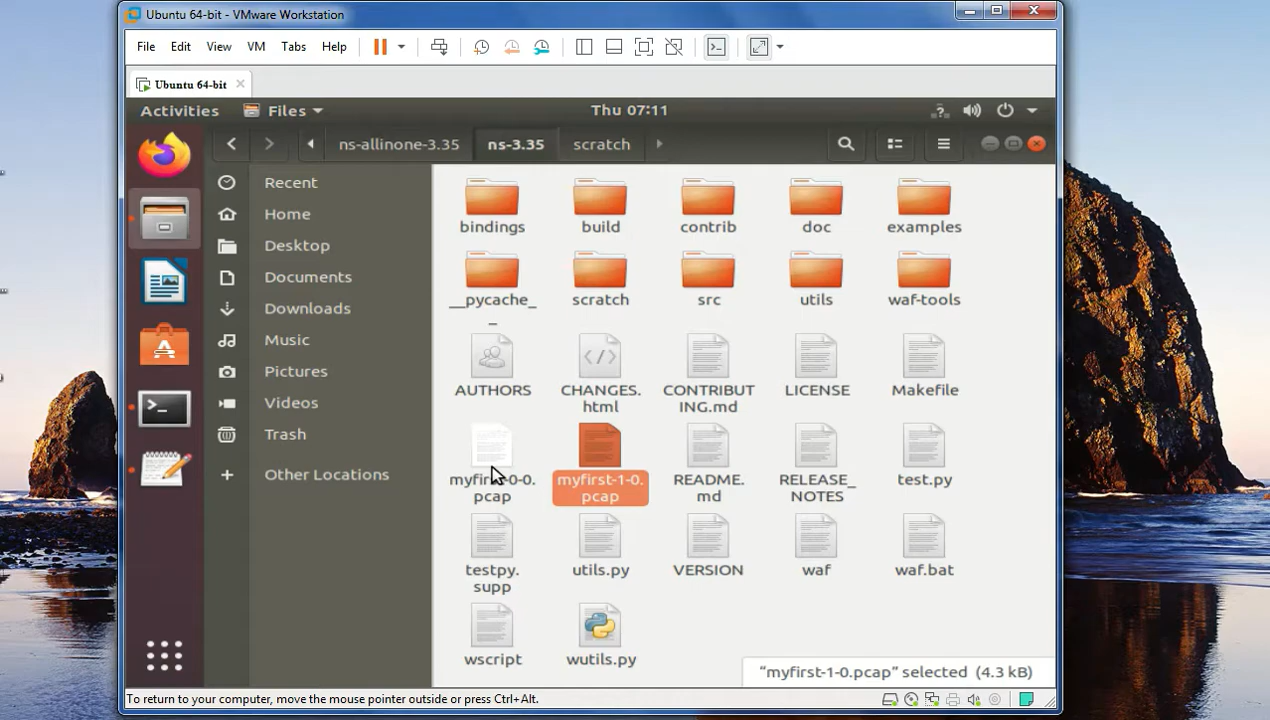 Ubuntu 64-bit - VMware Workstation
File Edit View VM Tabs Help
Ubuntu 64-bit
Activities Files Thu 07:11
ns-allinone-3.35 ns-3.35 scratch
Recent
Home
Desktop
Documents
Downloads
Music
Pictures
Videos
Trash
Other Locations
bindings build contrib doc examples
__pycache_ scratch src utils waf-tools
_
AUTHORS CHANGES. CONTRIBUT LICENSE Makefile
html ING.md
myfirst-0-0. myfirst-1-0. README. RELEASE_ test.py
pcap pcap md NOTES
testpy. utils.py VERSION waf waf.bat
supp
wscript wutils.py
“myfirst-1-0.pcap” selected (4.3 kB)
To return to your computer, move the mouse pointer outside or press Ctrl+Alt.